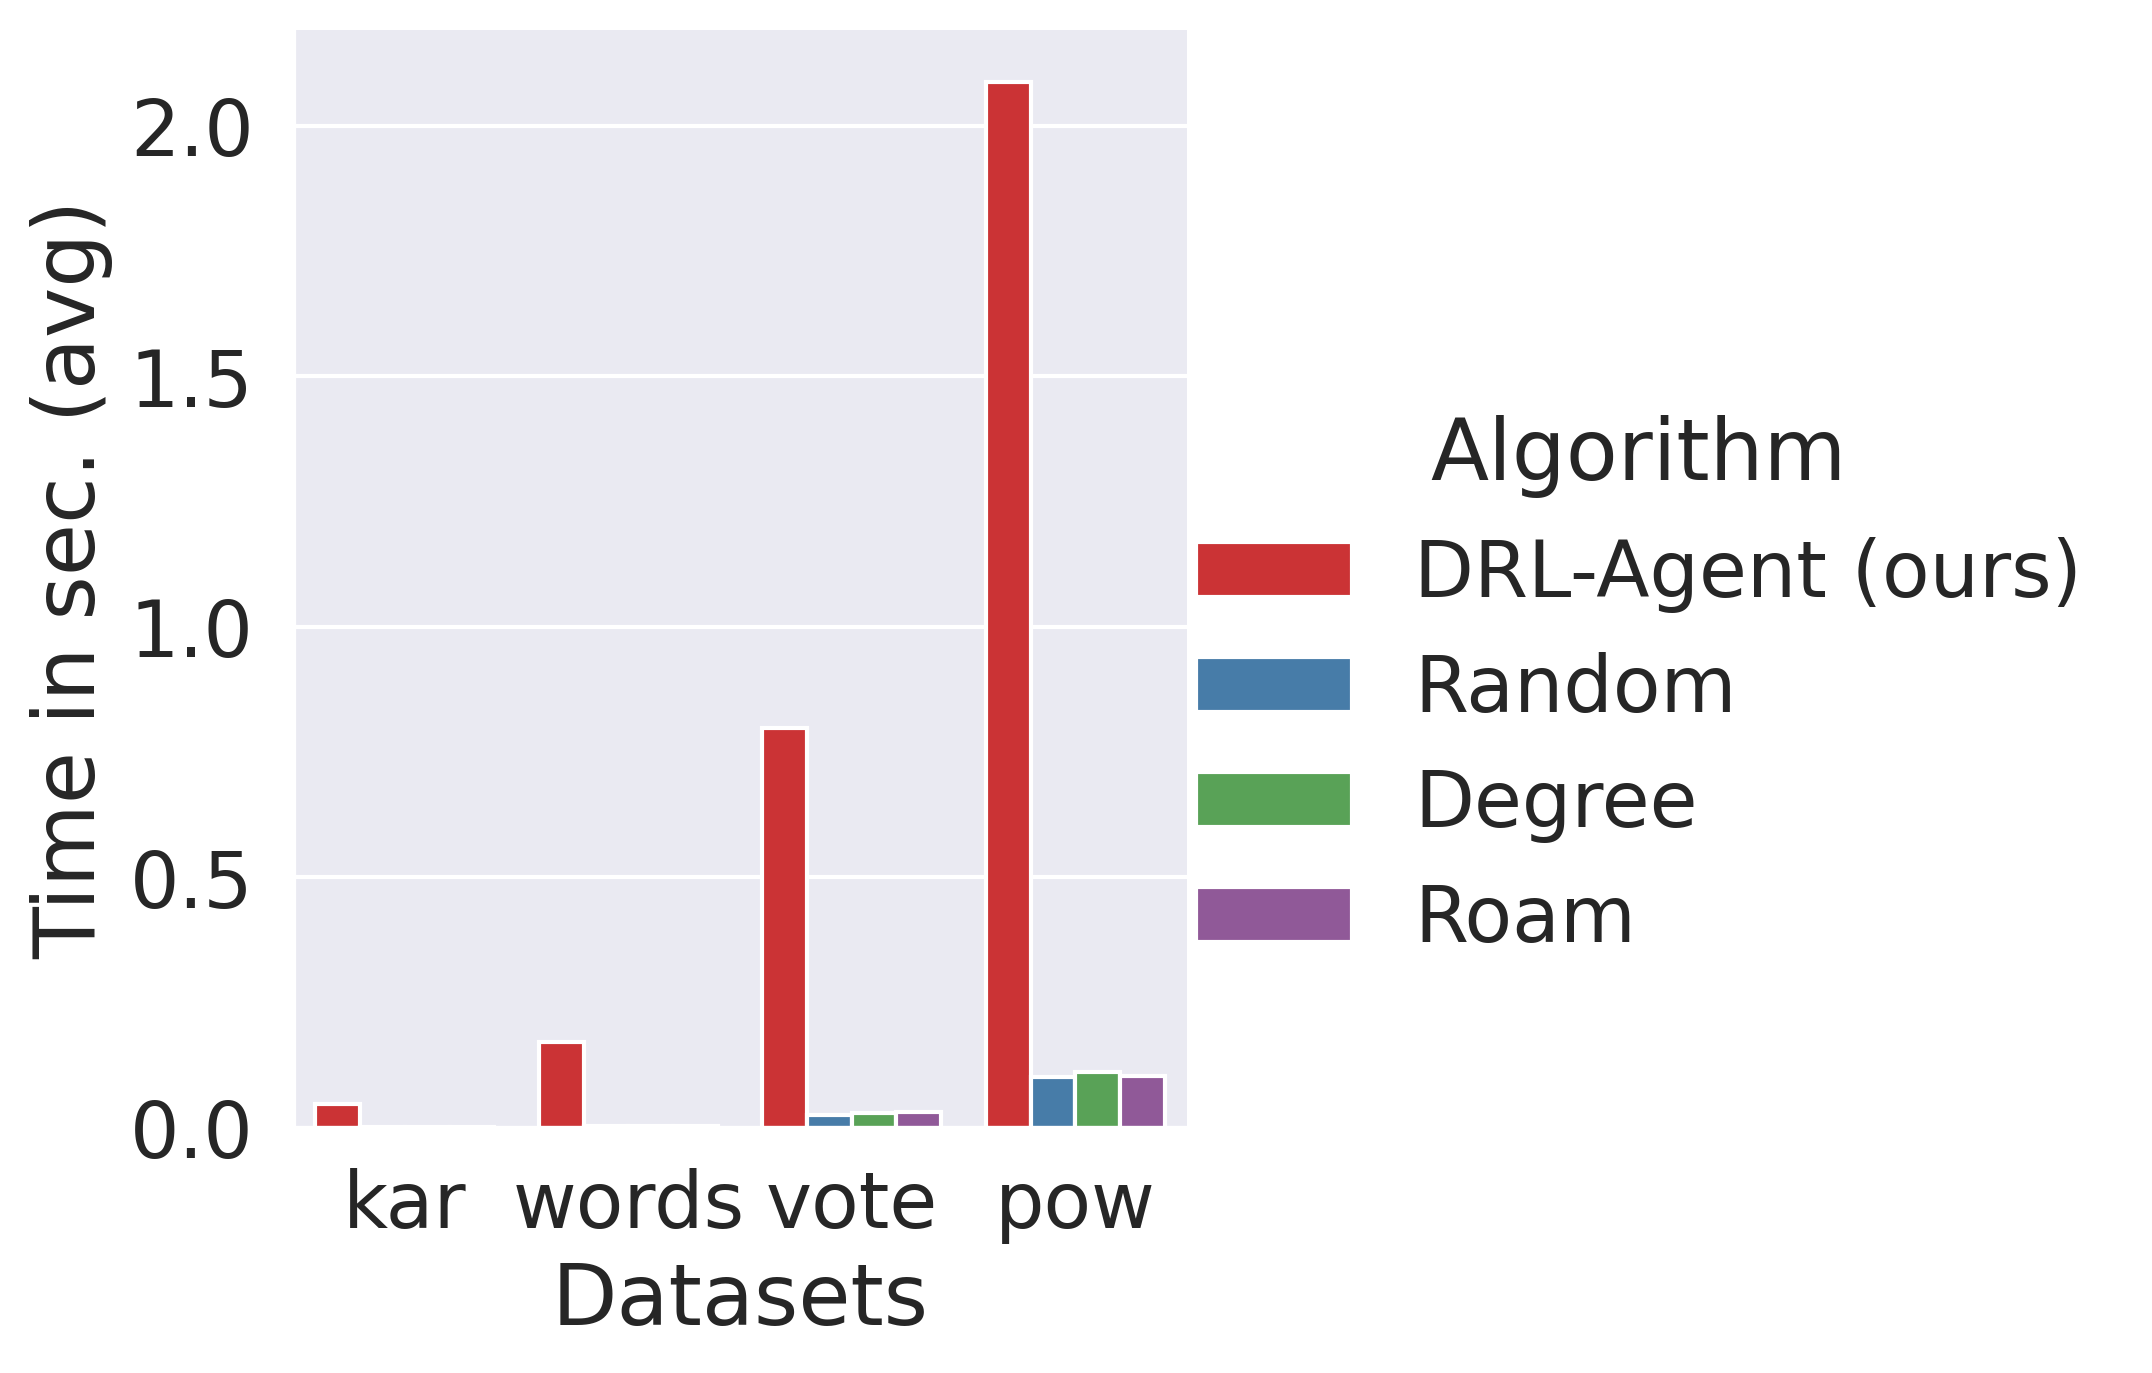 Time in sec. (avg)
2.0
1.5
1.0
0.5
0.0
kar words vote pow
Datasets
Algorithm
DRL-Agent (ours)
Random
Degree
Roam